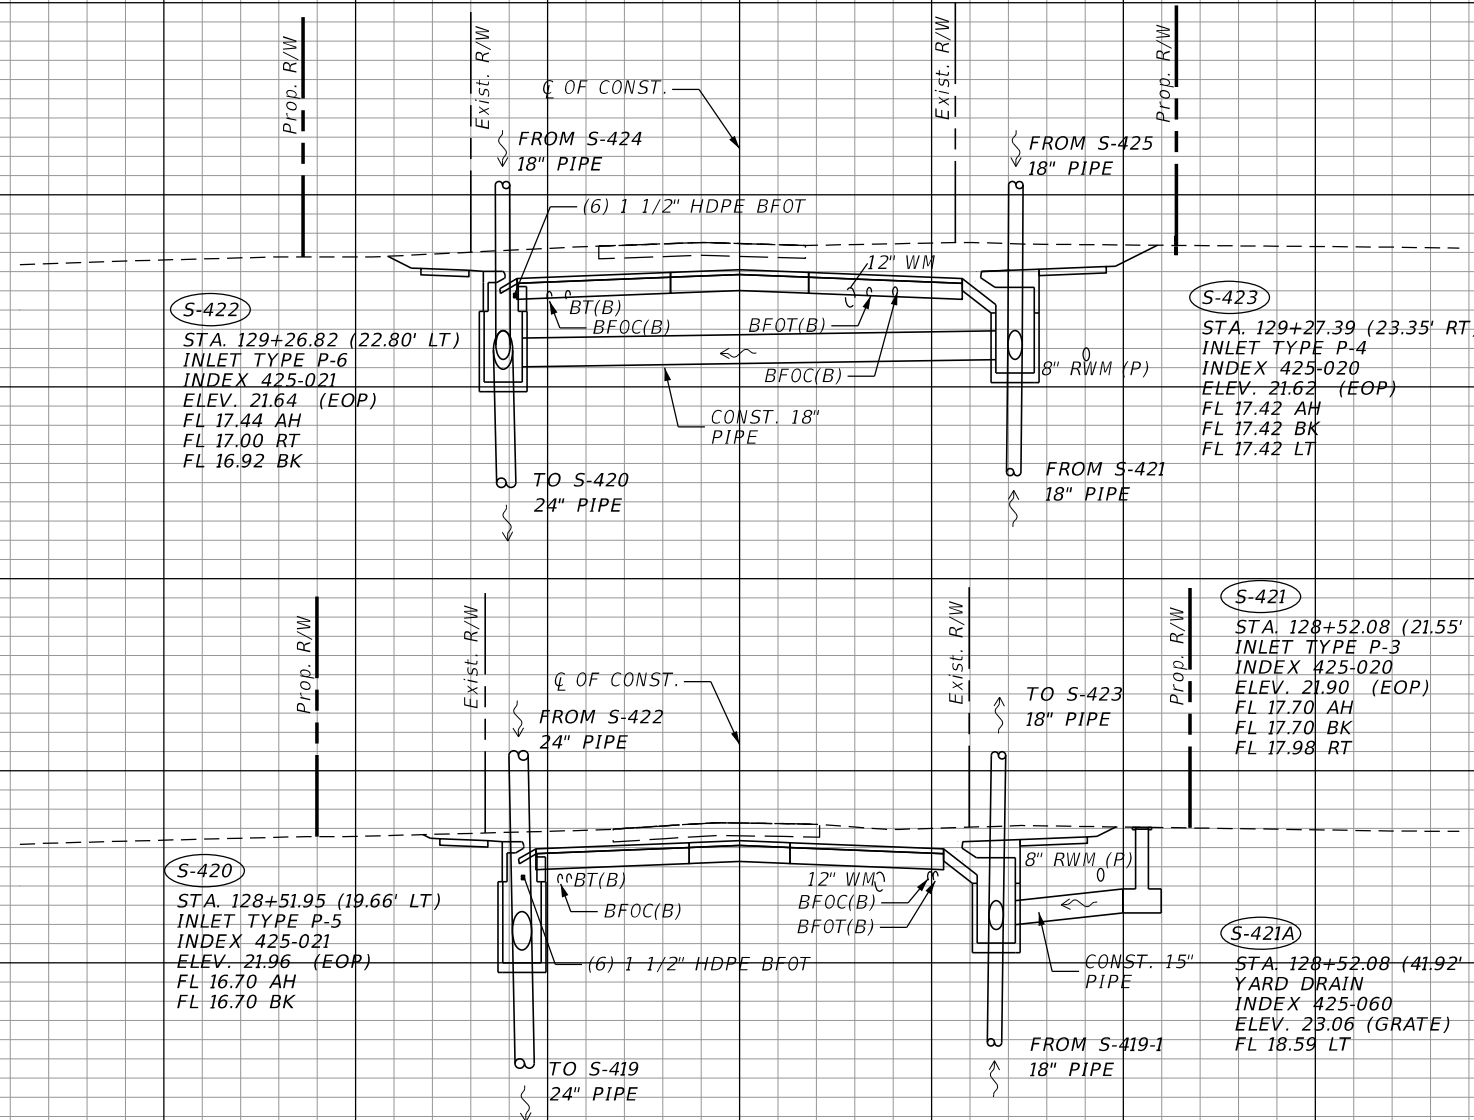 Prop. R/W
Exist. R/W
Exist. R/W
Prop. R/W
℄ OF CONST.
FROM S-424
18" PIPE
FROM S-425
18" PIPE
(6) 1 1/2" HDPE BFOT
12" WM
S-422
STA. 129+26.82 (22.80' LT)
INLET TYPE P-6
INDEX 425-021
ELEV. 21.64 (EOP)
FL 17.44 AH
FL 17.00 RT
FL 16.92 BK
BT(B)
BFOC(B)
BFOT(B)
BFOC(B)
8" RWM (P)
CONST. 18"
PIPE
S-423
STA. 129+27.39 (23.35' RT
INLET TYPE P-4
INDEX 425-020
ELEV. 21.62 (EOP)
FL 17.42 AH
FL 17.42 BK
FL 17.42 LT
TO S-420
24" PIPE
FROM S-421
18" PIPE
Prop. R/W
Exist. R/W
Exist. R/W
Prop. R/W
℄ OF CONST.
FROM S-422
24" PIPE
TO S-423
18" PIPE
S-421
STA. 128+52.08 (21.55'
INLET TYPE P-3
INDEX 425-020
ELEV. 21.90 (EOP)
FL 17.70 AH
FL 17.70 BK
FL 17.98 RT
S-420
STA. 128+51.95 (19.66' LT)
INLET TYPE P-5
INDEX 425-021
ELEV. 21.96 (EOP)
FL 16.70 AH
FL 16.70 BK
BT(B)
BFOC(B)
12" WM
BFOC(B)
BFOT(B)
8" RWM (P)
(6) 1 1/2" HDPE BFOT
CONST. 15"
PIPE
S-421A
STA. 128+52.08 (41.92'
YARD DRAIN
INDEX 425-060
ELEV. 23.06 (GRATE)
FL 18.59 LT
TO S-419
24" PIPE
FROM S-419-1
18" PIPE